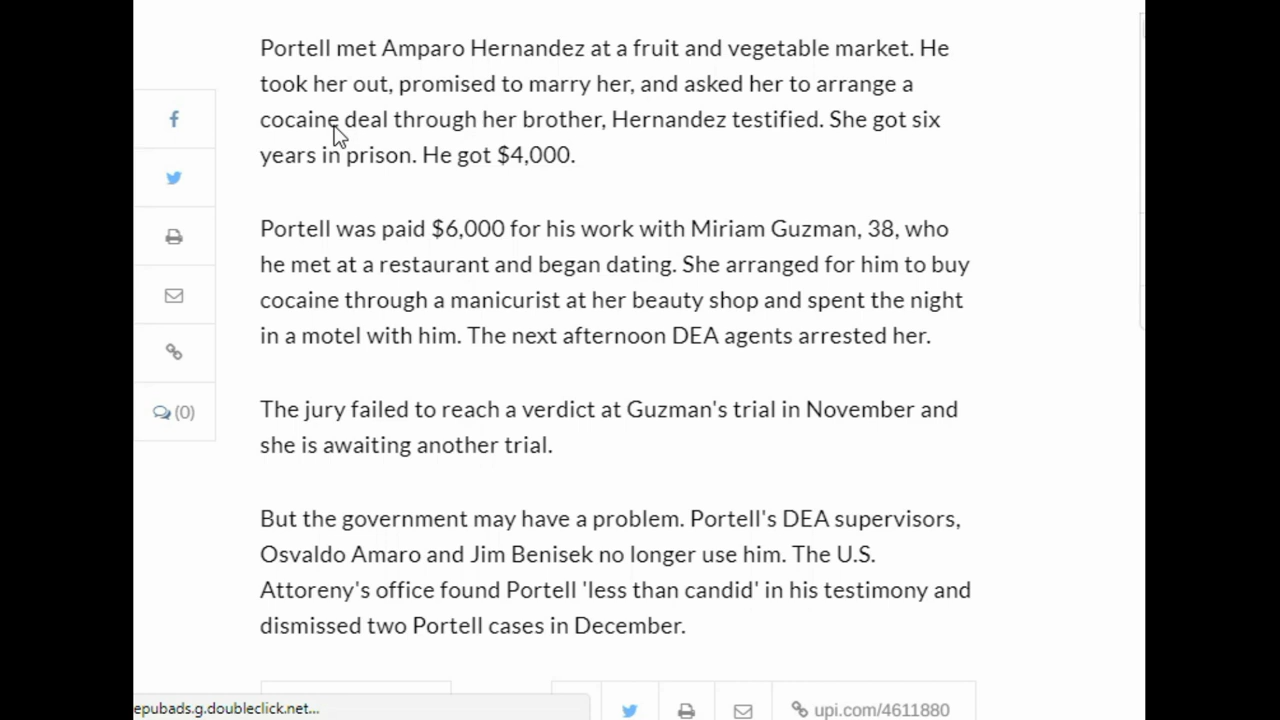 Portell met Amparo Hernandez at a fruit and vegetable market. He
took her out, promised to marry her, and asked her to arrange a
cocaine deal through her brother, Hernandez testified. She got six
years in prison. He got $4,000.
Portell was paid $6,000 for his work with Miriam Guzman, 38, who
he met at a restaurant and began dating. She arranged for him to buy
cocaine through a manicurist at her beauty shop and spent the night
in a motel with him. The next afternoon DEA agents arrested her.
(0)
The jury failed to reach a verdict at Guzman's trial in November and
she is awaiting another trial.
But the government may have a problem. Portell's DEA supervisors,
Osvaldo Amaro and Jim Benisek no longer use him. The U.S.
Attoreny's office found Portell 'less than candid' in his testimony and
dismissed two Portell cases in December.
epubads.g.doubleclick.net...
upi.com/4611880